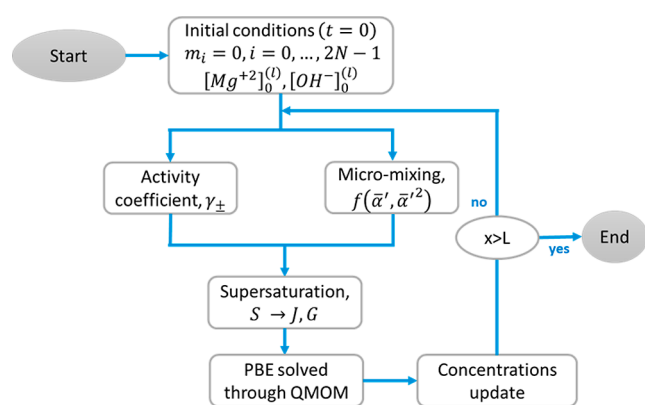 Start
Initial conditions (t = 0)
m_i = 0, i = 0, … , 2N − 1
[Mg^{+2}]_0^{(l)}, [OH^−]_0^{(l)}
Activity
coefficient, γ_±
Micro-mixing,
f(ᾱ′, ᾱ′^2)
no
x>L
yes
End
Supersaturation,
S → J, G
PBE solved
through QMOM
Concentrations
update